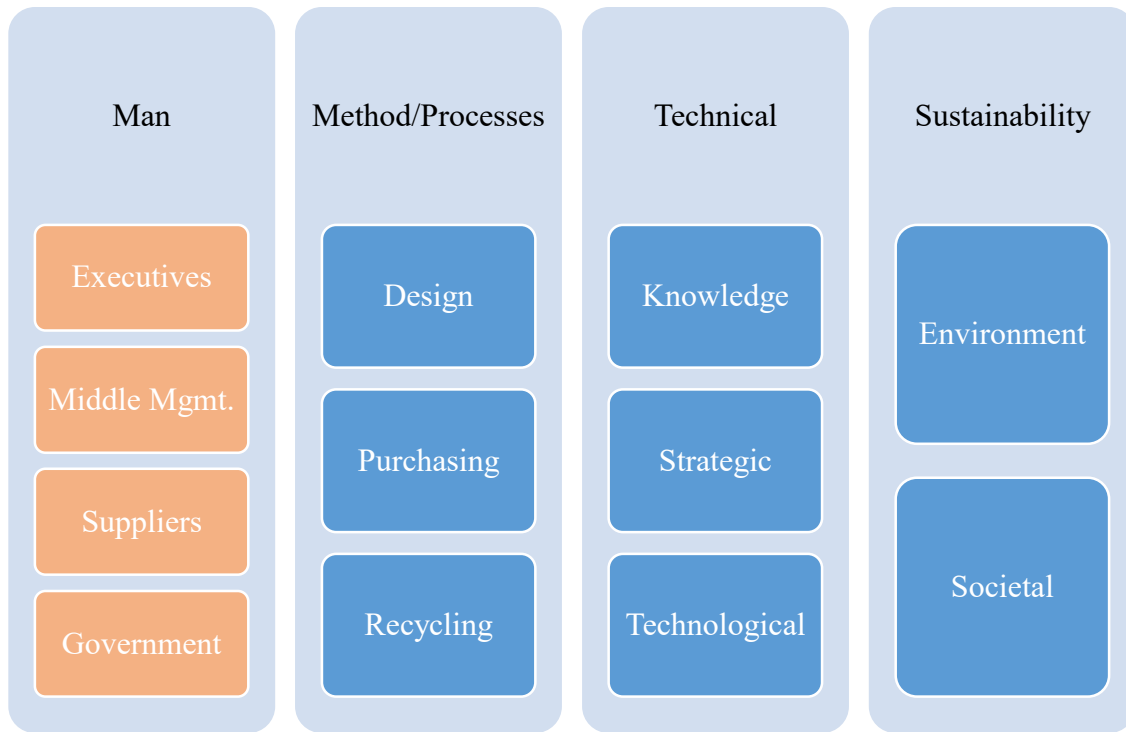 Man
Executives
Middle Mgmt.
Suppliers
Government
Method/Processes
Design
Purchasing
Recycling
Technical
Knowledge
Strategic
Technological
Sustainability
Environment
Societal